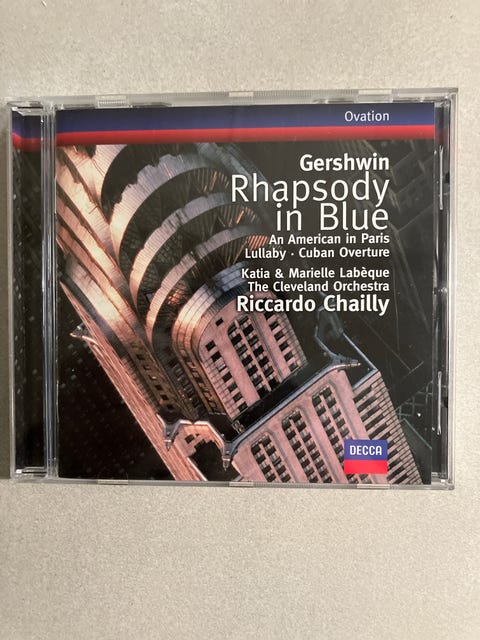 Ovation
Gershwin
Rhapsody
in Blue
An American in Paris
Lullaby · Cuban Overture
Katia & Marielle Labèque
The Cleveland Orchestra
Riccardo Chailly
DECCA